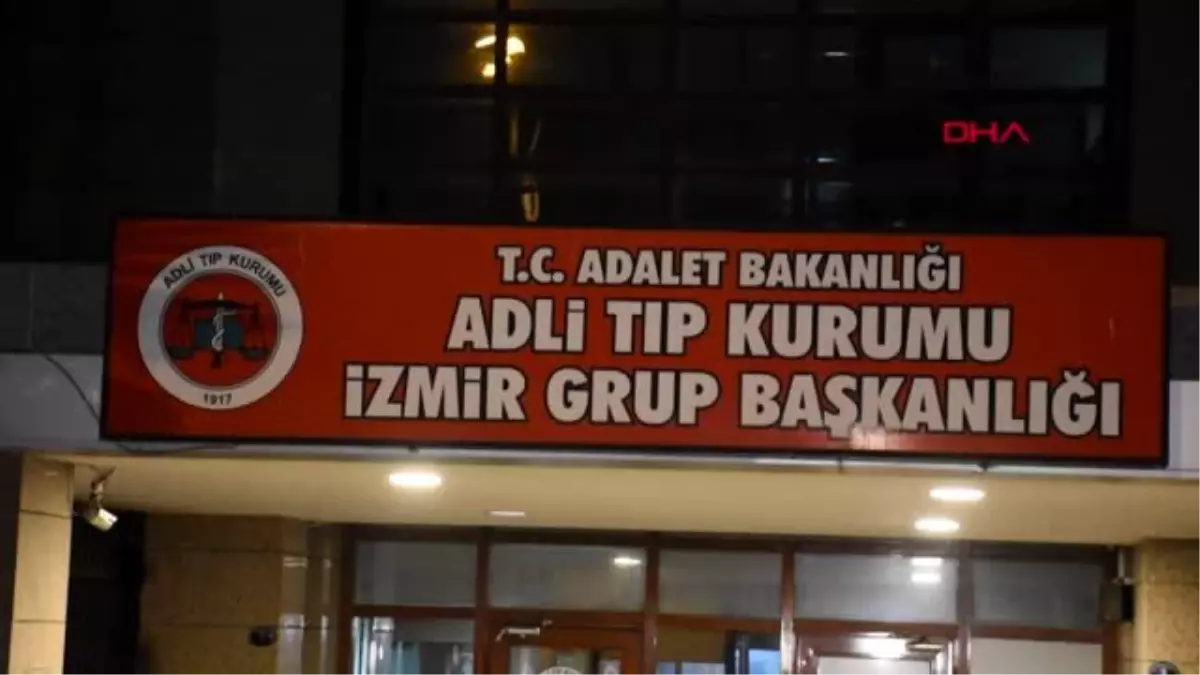 DHA
T.C. ADALET BAKANLIĞI
ADLİ TIP KURUMU
İZMİR GRUP BAŞKANLIĞI
ADLİ TIP KURUMU
1917